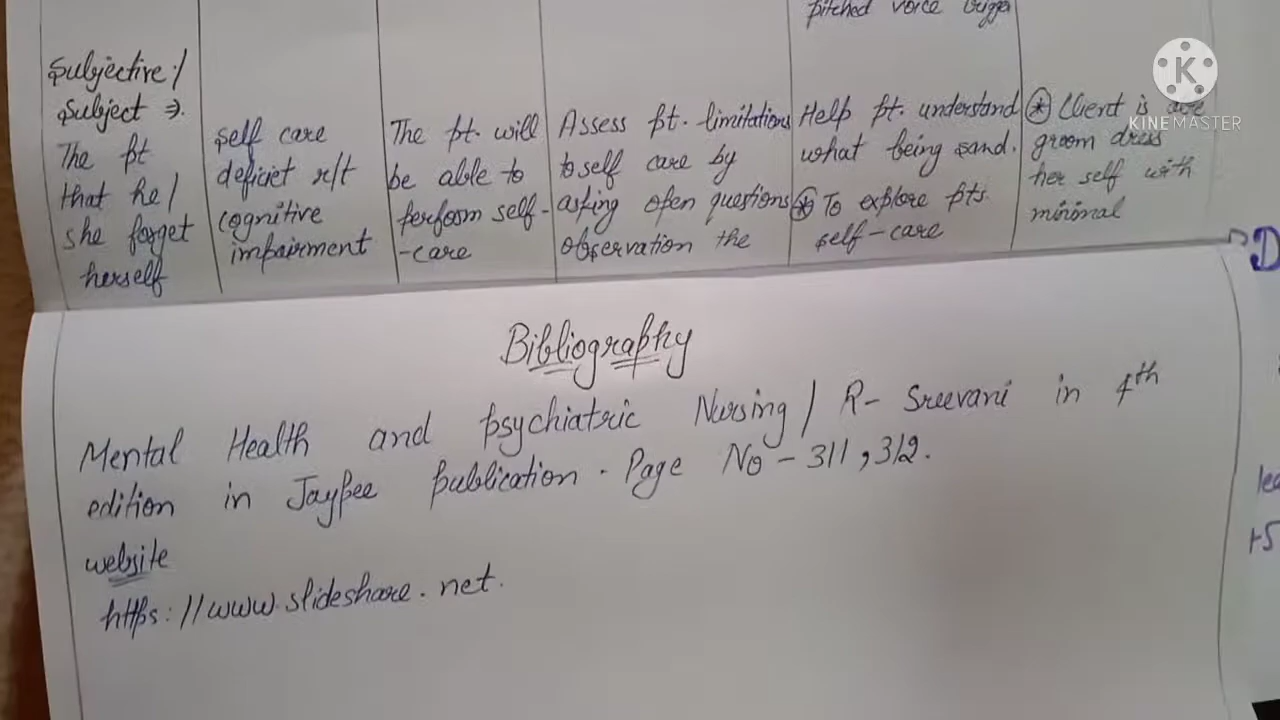 pitched voice trigger
Subjective/
Subject ⇒.
The pt
that he/
she forget
herself
self care
deficiet r/t
cognitive
impairment
The pt. will
be able to
perform self-
-care
Assess pt. limitations
to self care by
asking open questions
observation the
Help pt. understand
what being sand.
* To explore pts.
self-care
* Client is
groom dress
her self with
minimal
K
KINEMASTER
Bibliography
Mental Health and psychiatric Nursing / R- Sreevani in 4th
edition in Jaypee publication. Page No - 311, 312.
website
https://www.slideshare.net.
D